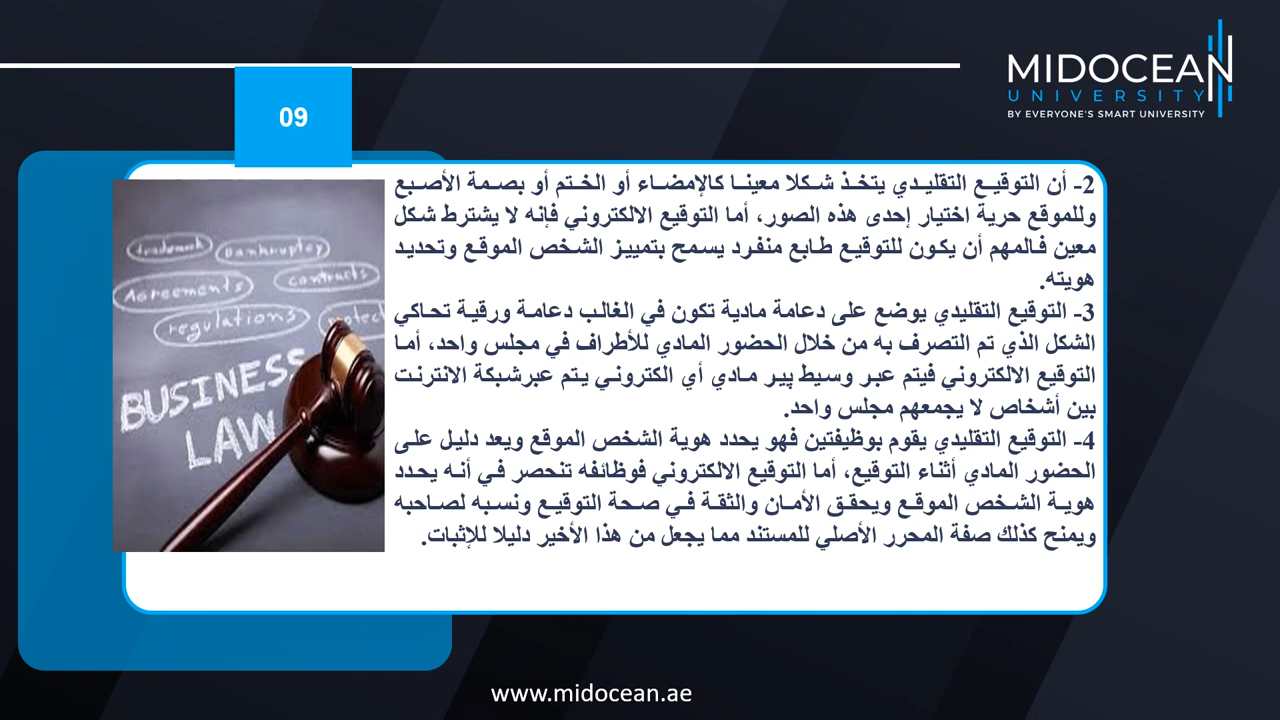 MIDOCEAN
UNIVERSITY
BY EVERYONE'S SMART UNIVERSITY
09
2- أن التوقيع التقليدي يتخذ شكلا معينا كالإمضاء أو الختم أو بصمة الأصبع
وللموقع حرية اختيار إحدى هذه الصور، أما التوقيع الالكتروني فإنه لا يشترط شكل
معين فالمهم أن يكون للتوقيع طابع منفرد يسمح بتمييز الشخص الموقع وتحديد
هويته.
3- التوقيع التقليدي يوضع على دعامة مادية تكون في الغالب دعامة ورقية تحاكي
الشكل الذي تم التصرف به من خلال الحضور المادي للأطراف في مجلس واحد، أما
التوقيع الالكتروني فيتم عبر وسيط پير مادي أي الكتروني يتم عبرشبكة الانترنت
بين أشخاص لا يجمعهم مجلس واحد.
4- التوقيع التقليدي يقوم بوظيفتين فهو يحدد هوية الشخص الموقع ويعد دليل على
الحضور المادي أثناء التوقيع، أما التوقيع الالكتروني فوظائفه تنحصر في أنه يحدد
هوية الشخص الموقع ويحقق الأمان والثقة في صحة التوقيع ونسبه لصاحبه
ويمنح كذلك صفة المحرر الأصلي للمستند مما يجعل من هذا الأخير دليلا للإثبات.
trademark bankruptcy
Agreements contracts
regulations protect
BUSINESS
LAW
www.midocean.ae